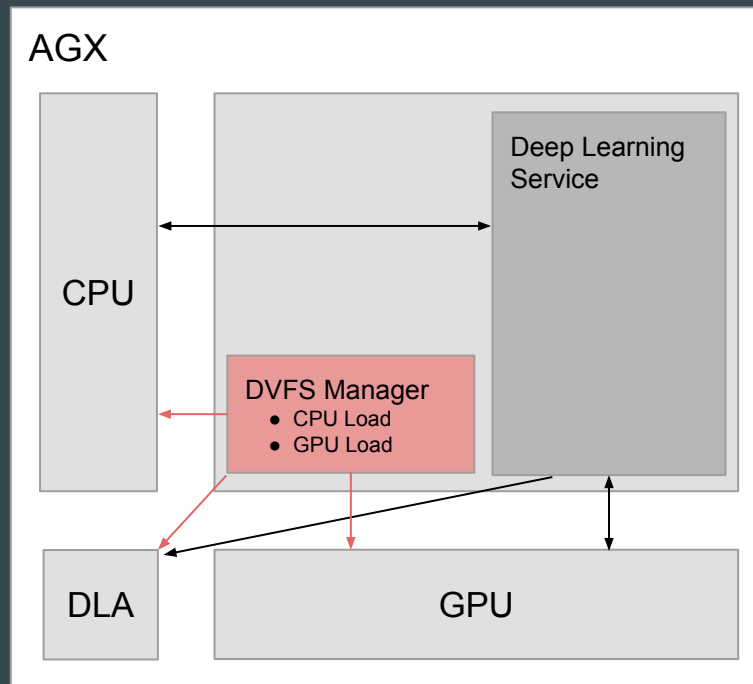 AGX
Deep Learning
Service
CPU
DVFS Manager
● CPU Load
● GPU Load
DLA
GPU